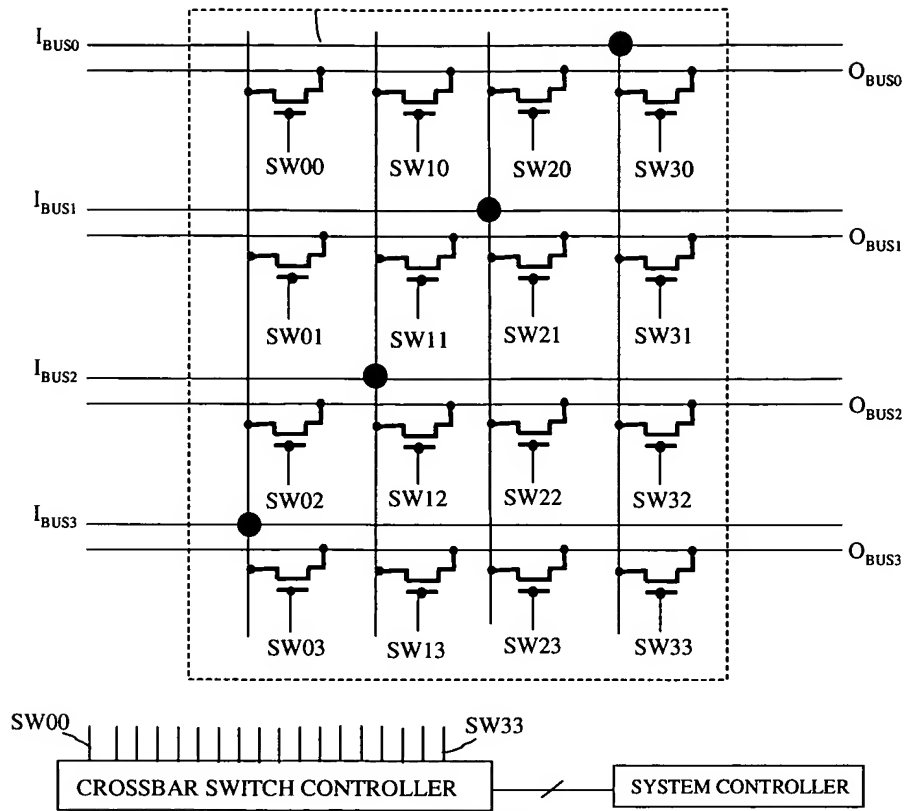 I_BUS0
O_BUS0
SW00 SW10 SW20 SW30
I_BUS1
O_BUS1
SW01 SW11 SW21 SW31
I_BUS2
O_BUS2
SW02 SW12 SW22 SW32
I_BUS3
O_BUS3
SW03 SW13 SW23 SW33
SW00 SW33
CROSSBAR SWITCH CONTROLLER SYSTEM CONTROLLER